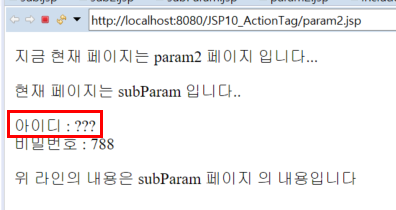 http://localhost:8080/JSP10_ActionTag/param2.jsp
지금 현재 페이지는 param2 페이지 입니다...
현재 페이지는 subParam 입니다..
아이디 : ???
비밀번호 : 788
위 라인의 내용은 subParam 페이지 의 내용입니다